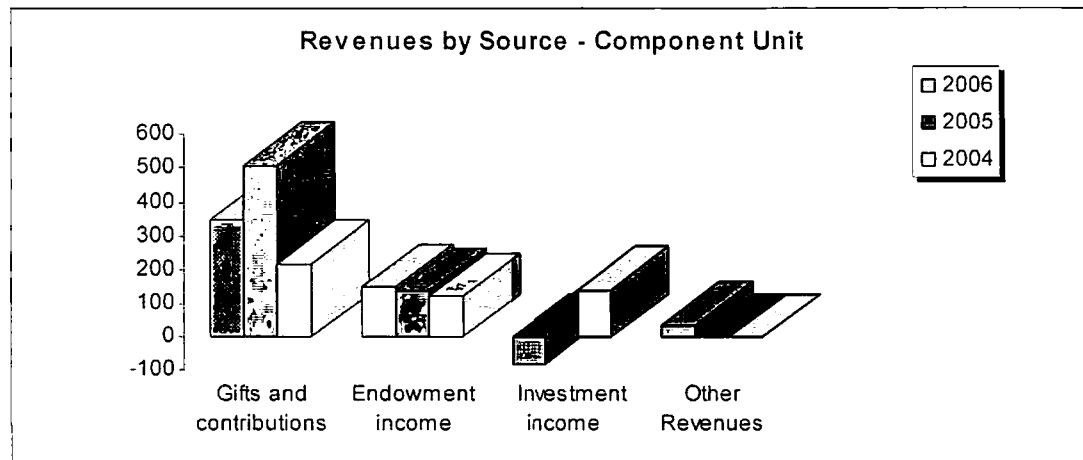 Revenues by Source - Component Unit
2006
2005
2004
600
500
400
300
200
100
0
-100
Gifts and contributions
Endowment income
Investment income
Other Revenues